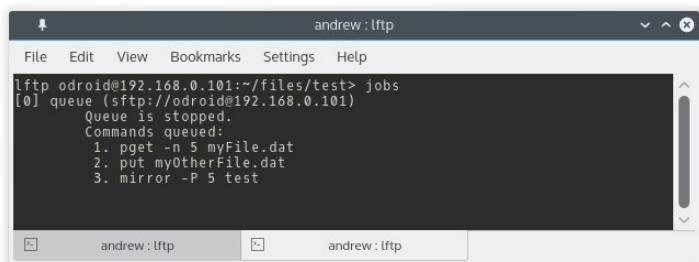 andrew : lftp
File Edit View Bookmarks Settings Help
lftp odroid@192.168.0.101:~/files/test> jobs
[0] queue (sftp://odroid@192.168.0.101)
Queue is stopped.
Commands queued:
1. pget -n 5 myFile.dat
2. put myOtherFile.dat
3. mirror -P 5 test
andrew : lftp andrew : lftp